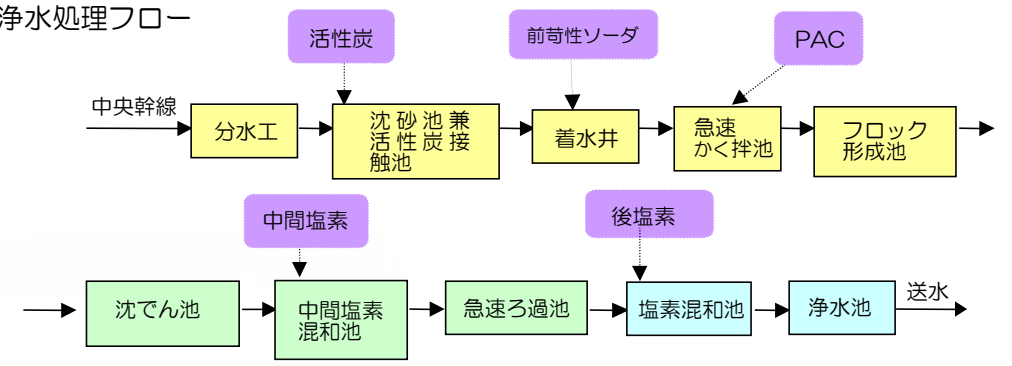 浄水処理フロー
活性炭
前苛性ソーダ
PAC
中央幹線
分水工
沈砂池兼
活性炭接
触池
着水井
急速
かく拌池
フロック
形成池
中間塩素
後塩素
沈でん池
中間塩素
混和池
急速ろ過池
塩素混和池
浄水池
送水